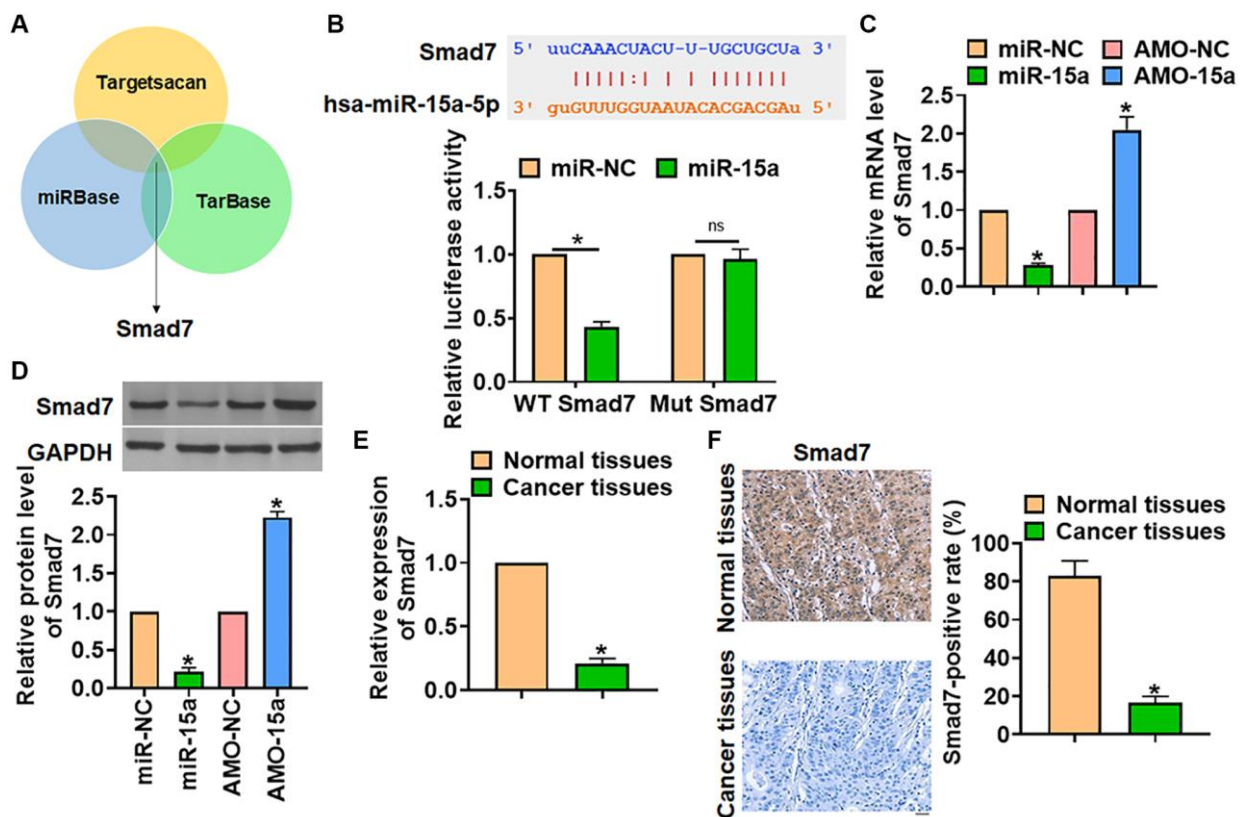 A
Targetsacan
miRBase
TarBase
Smad7
B
Smad7 5' uuCAAACUACU-U-UGCUGCUa 3'
|||||:| | | |||||||
hsa-miR-15a-5p 3' guGUUUGGUAAUACACGACGAu 5'
miR-NC miR-15a
Relative luciferase activity
1.5
1.0
0.5
0.0
*
ns
WT Smad7 Mut Smad7
C
miR-NC AMO-NC
miR-15a AMO-15a
Relative mRNA level
of Smad7
2.5
2.0
1.5
1.0
0.5
0.0
*
*
D
Smad7
GAPDH
Relative protein level
of Smad7
2.5
2.0
1.5
1.0
0.5
0.0
*
*
miR-NC
miR-15a
AMO-NC
AMO-15a
E
Normal tissues
Cancer tissues
Relative expression
of Smad7
1.5
1.0
0.5
0.0
*
F
Smad7
Normal tissues
Cancer tissues
Normal tissues
Cancer tissues
Smad7-positive rate (%)
100
80
60
40
20
0
*